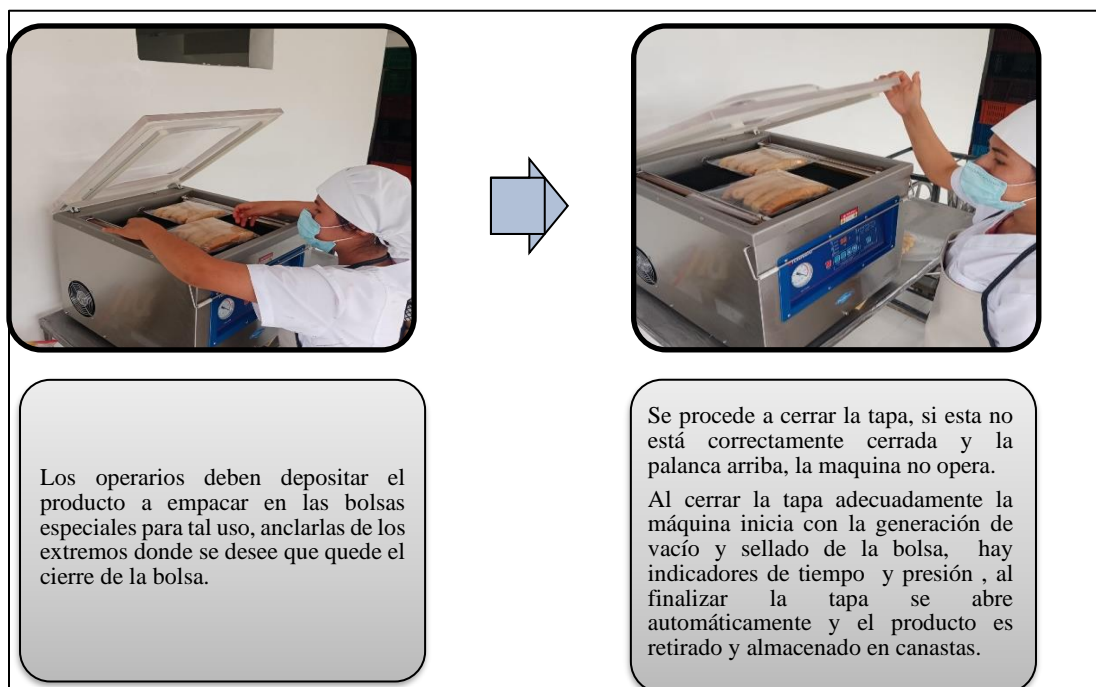 Los operarios deben depositar el
producto a empacar en las bolsas
especiales para tal uso, anclarlas de los
extremos donde se desee que quede el
cierre de la bolsa.
Se procede a cerrar la tapa, si esta no
está correctamente cerrada y la
palanca arriba, la maquina no opera.
Al cerrar la tapa adecuadamente la
máquina inicia con la generación de
vacío y sellado de la bolsa, hay
indicadores de tiempo y presión , al
finalizar la tapa se abre
automáticamente y el producto es
retirado y almacenado en canastas.